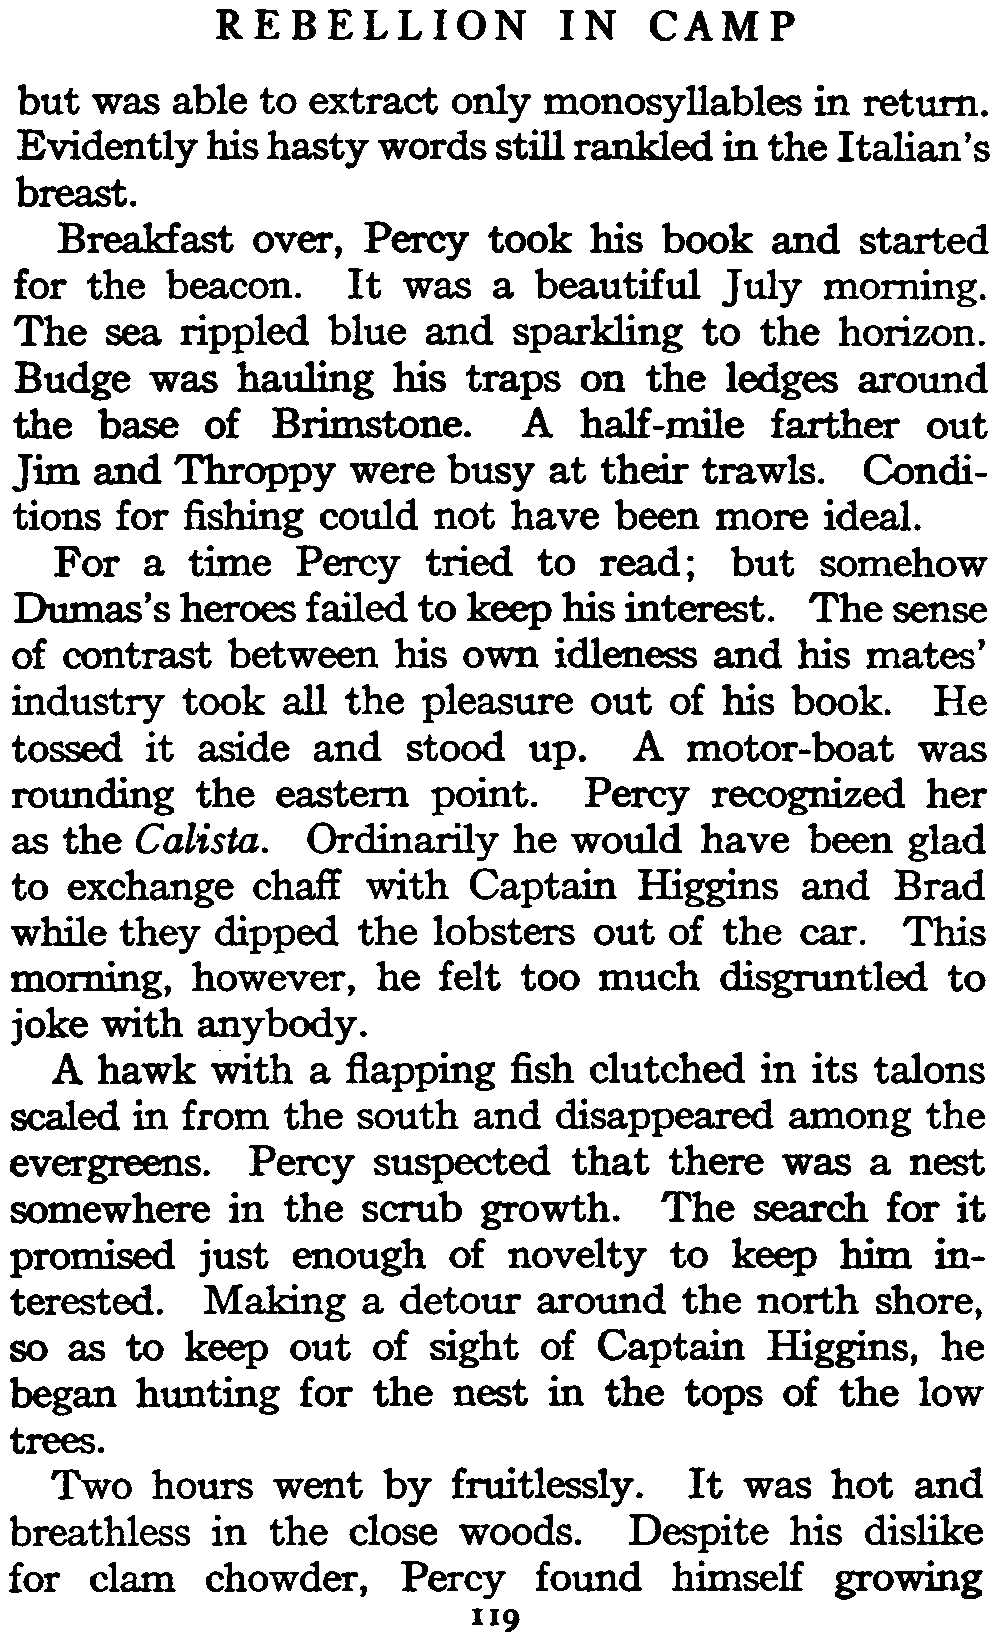 REBELLION IN CAMP
but was able to extract only monosyllables in return.
Evidently his hasty words still rankled in the Italian's
breast.
Breakfast over, Percy took his book and started
for the beacon. It was a beautiful July morning.
The sea rippled blue and sparkling to the horizon.
Budge was hauling his traps on the ledges around
the base of Brimstone. A half-mile farther out
Jim and Throppy were busy at their trawls. Condi-
tions for fishing could not have been more ideal.
For a time Percy tried to read; but somehow
Dumas's heroes failed to keep his interest. The sense
of contrast between his own idleness and his mates'
industry took all the pleasure out of his book. He
tossed it aside and stood up. A motor-boat was
rounding the eastern point. Percy recognized her
as the Calista. Ordinarily he would have been glad
to exchange chaff with Captain Higgins and Brad
while they dipped the lobsters out of the car. This
morning, however, he felt too much disgruntled to
joke with anybody.
A hawk with a flapping fish clutched in its talons
scaled in from the south and disappeared among the
evergreens. Percy suspected that there was a nest
somewhere in the scrub growth. The search for it
promised just enough of novelty to keep him in-
terested. Making a detour around the north shore,
so as to keep out of sight of Captain Higgins, he
began hunting for the nest in the tops of the low
trees.
Two hours went by fruitlessly. It was hot and
breathless in the close woods. Despite his dislike
for clam chowder, Percy found himself growing
119